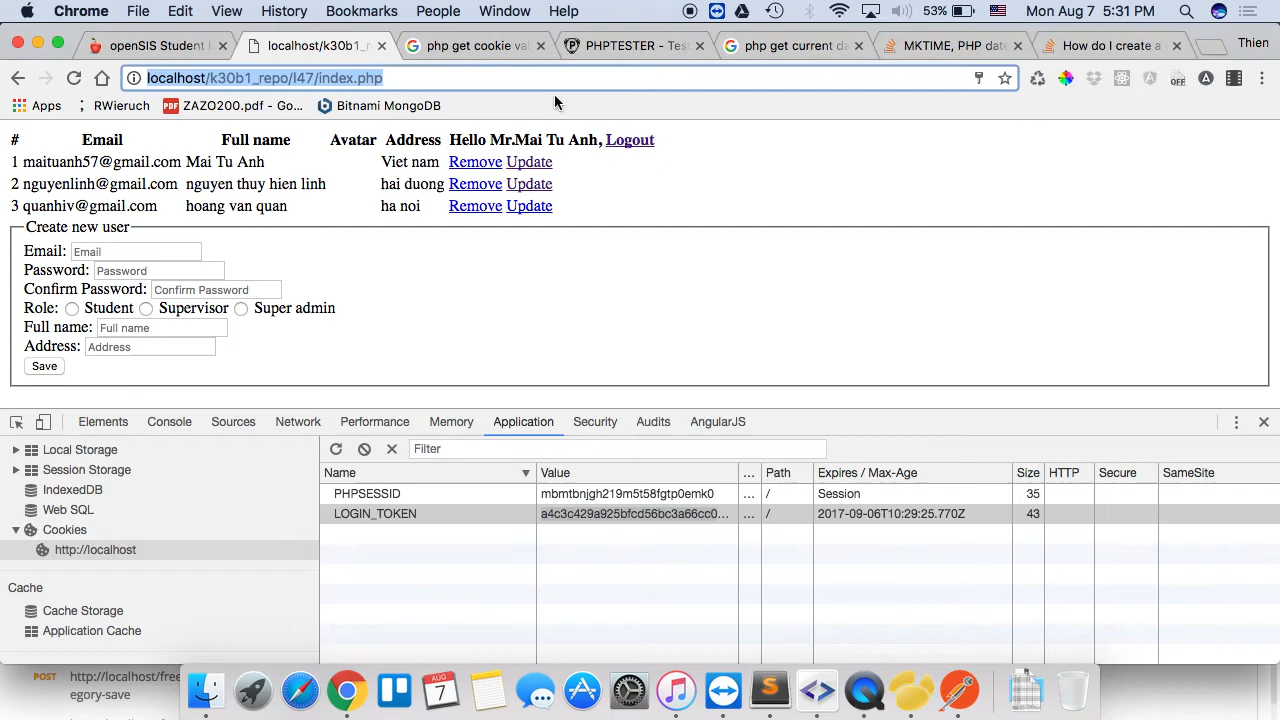 Chrome File Edit View History Bookmarks People Window Help 53% Mon Aug 7 5:31 PM
openSIS Student I localhost/k30b1_r php get cookie val PHPTESTER - Tes php get current da MKTIME, PHP date How do i create a Thien
localhost/k30b1_repo/l47/index.php
Apps RWieruch ZAZO200.pdf - Go... Bitnami MongoDB
# Email Full name Avatar Address Hello Mr.Mai Tu Anh, Logout
1 maituanh57@gmail.com Mai Tu Anh Viet nam Remove Update
2 nguyenlinh@gmail.com nguyen thuy hien linh hai duong Remove Update
3 quanhiv@gmail.com hoang van quan ha noi Remove Update
Create new user
Email: Email
Password: Password
Confirm Password: Confirm Password
Role: Student Supervisor Super admin
Full name: Full name
Address: Address
Save
Elements Console Sources Network Performance Memory Application Security Audits AngularJS
Local Storage
Session Storage
IndexedDB
Web SQL
Cookies
http://localhost
Cache
Cache Storage
Application Cache
Filter
Name Value ... Path Expires / Max-Age Size HTTP Secure SameSite
PHPSESSID mbmtbnjgh219m5t58fgtp0emk0 ... / Session 35
LOGIN_TOKEN a4c3c429a925bfcd56bc3a66cc0... ... / 2017-09-06T10:29:25.770Z 43
POST http://localhost/free
egory-save
AUG
7